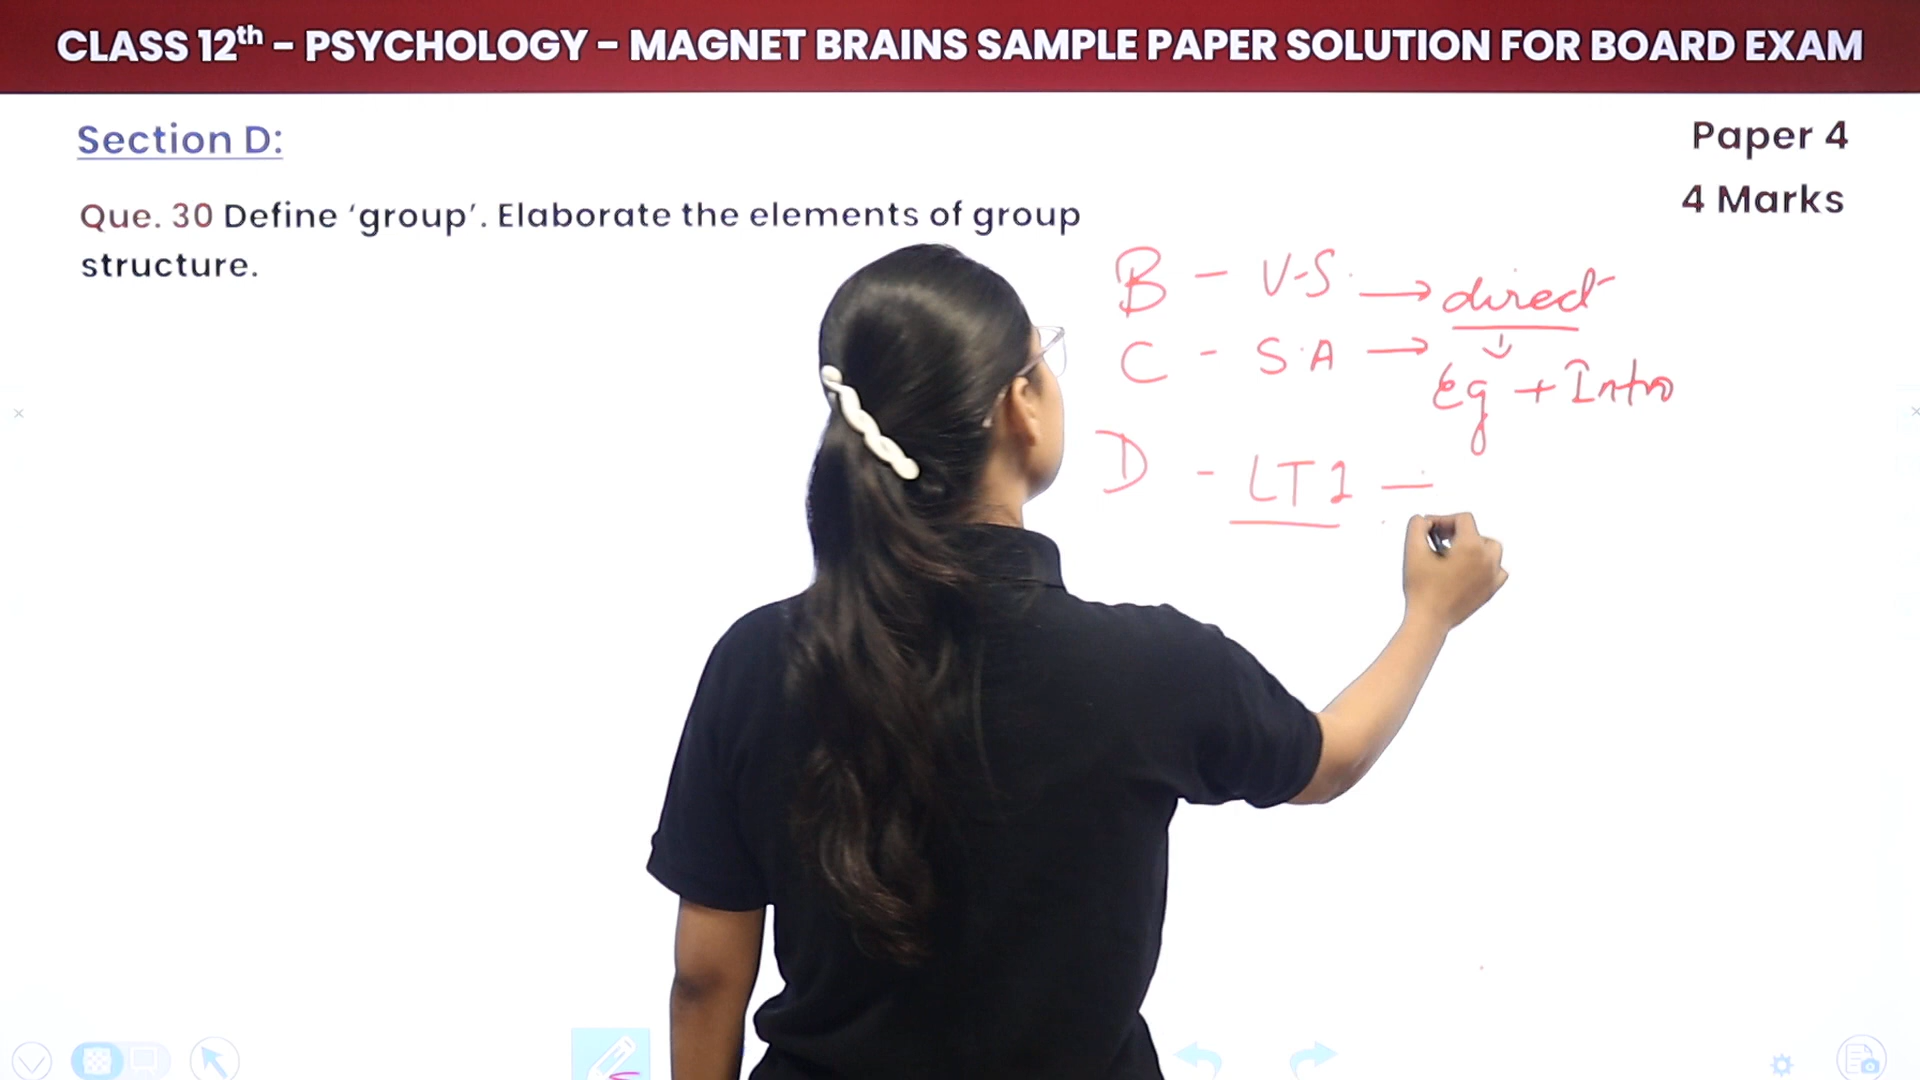 CLASS 12th – PSYCHOLOGY – MAGNET BRAINS SAMPLE PAPER SOLUTION FOR BOARD EXAM
Section D:
Paper 4
4 Marks
Que. 30 Define ‘group’. Elaborate the elements of group
structure.
B – V.S. → direct
C – S.A → Eg + Intro
D – LT1 –